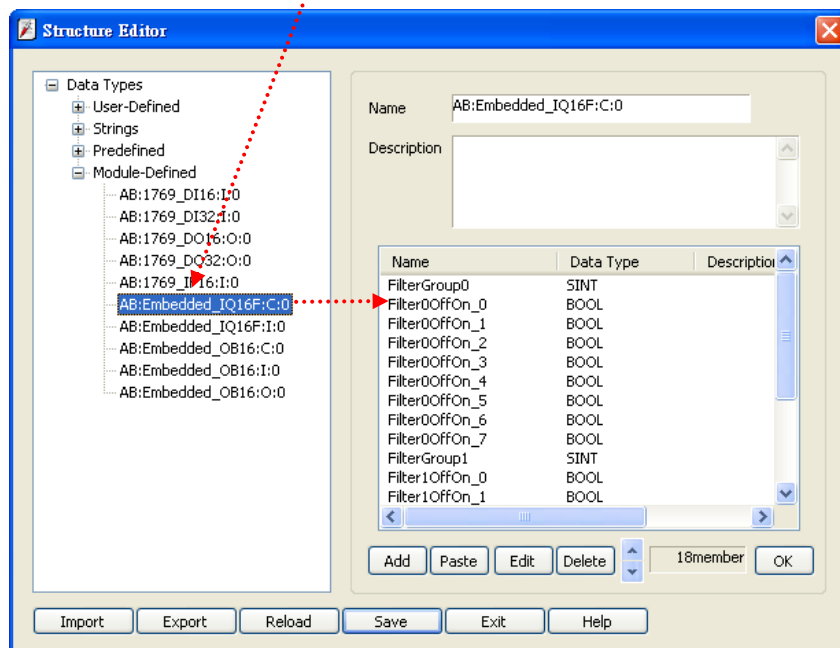 Structure Editor
Data Types
User-Defined
Strings
Predefined
Module-Defined
AB:1769_DI16:I:0
AB:1769_DI32:I:0
AB:1769_DO16:O:0
AB:1769_DO32:O:0
AB:1769_IF16:I:0
AB:Embedded_IQ16F:C:0
AB:Embedded_IQ16F:I:0
AB:Embedded_OB16:C:0
AB:Embedded_OB16:I:0
AB:Embedded_OB16:O:0
Name AB:Embedded_IQ16F:C:0
Description
Name Data Type Description
FilterGroup0 SINT
Filter0OffOn_0 BOOL
Filter0OffOn_1 BOOL
Filter0OffOn_2 BOOL
Filter0OffOn_3 BOOL
Filter0OffOn_4 BOOL
Filter0OffOn_5 BOOL
Filter0OffOn_6 BOOL
Filter0OffOn_7 BOOL
FilterGroup1 SINT
Filter1OffOn_0 BOOL
Filter1OffOn_1 BOOL
Add Paste Edit Delete 18member OK
Import Export Reload Save Exit Help